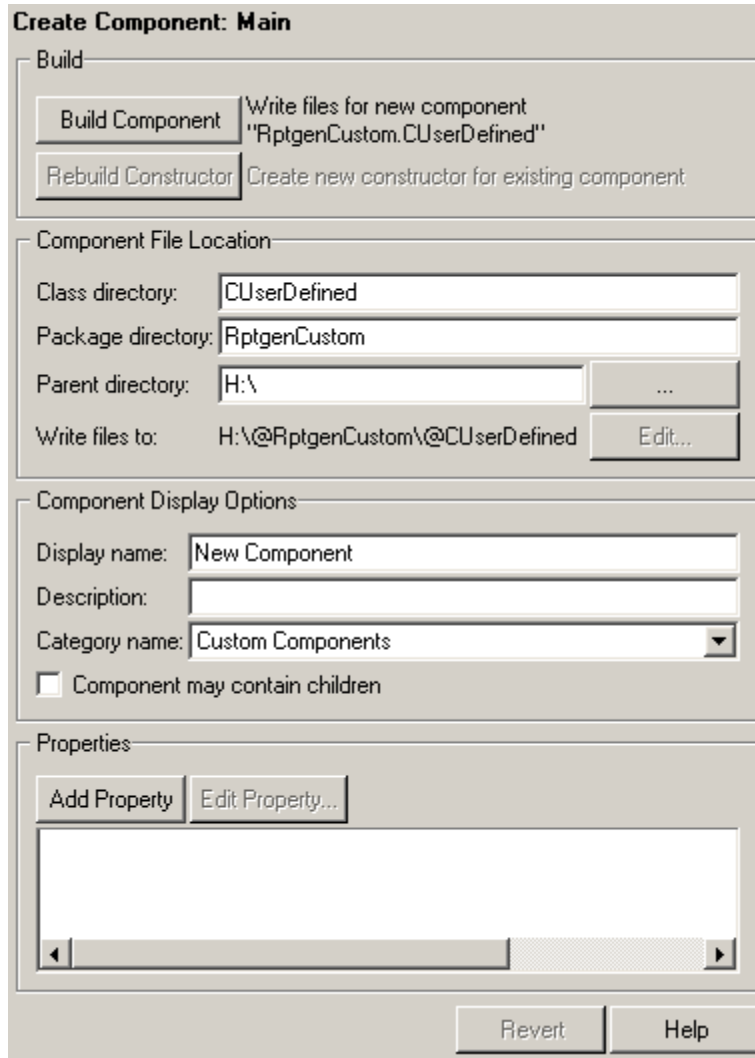 Create Component: Main
Build
Build Component Write files for new component
"RptgenCustom.CUserDefined"
Rebuild Constructor Create new constructor for existing component
Component File Location
Class directory: CUserDefined
Package directory: RptgenCustom
Parent directory: H:\ ...
Write files to: H:\@RptgenCustom\@CUserDefined Edit...
Component Display Options
Display name: New Component
Description:
Category name: Custom Components
Component may contain children
Properties
Add Property Edit Property...
Revert Help